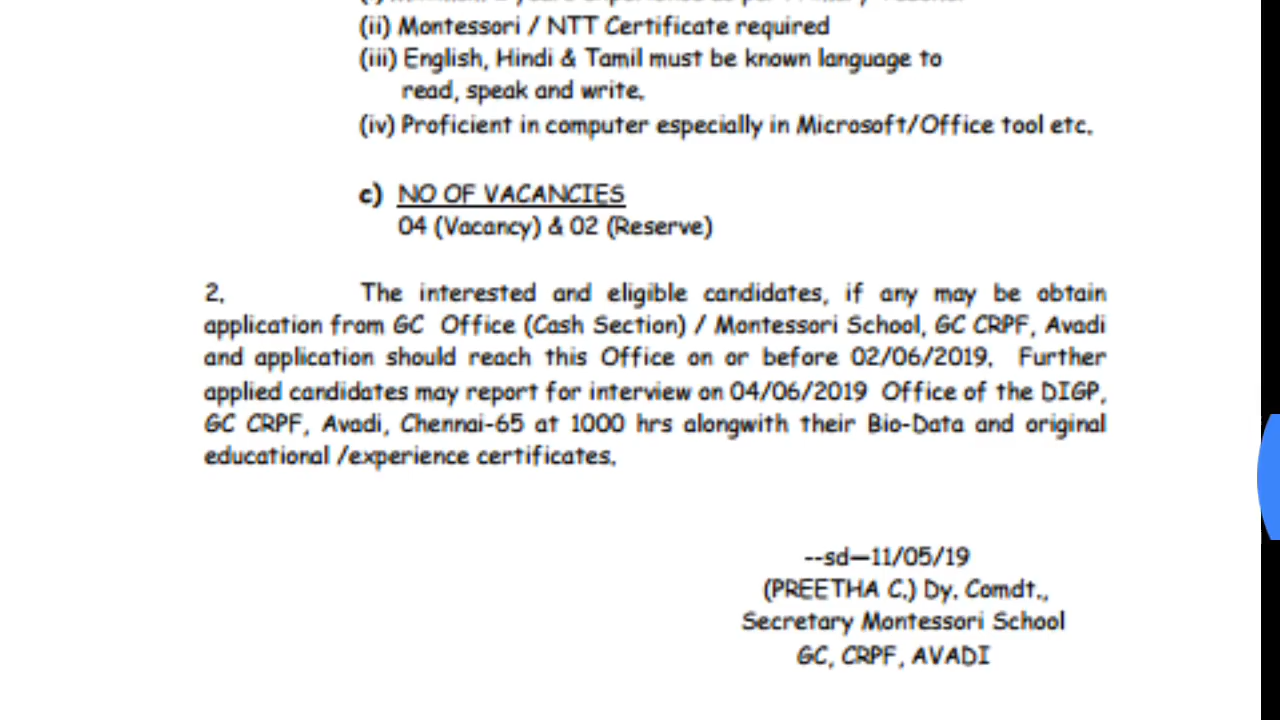 (ii) Montessori / NTT Certificate required
(iii) English, Hindi & Tamil must be known language to
read, speak and write.
(iv) Proficient in computer especially in Microsoft/Office tool etc.
c) NO OF VACANCIES
04 (Vacancy) & 02 (Reserve)
2. The interested and eligible candidates, if any may be obtain
application from GC Office (Cash Section) / Montessori School, GC CRPF, Avadi
and application should reach this Office on or before 02/06/2019. Further
applied candidates may report for interview on 04/06/2019 Office of the DIGP,
GC CRPF, Avadi, Chennai-65 at 1000 hrs alongwith their Bio-Data and original
educational /experience certificates.
--sd—11/05/19
(PREETHA C.) Dy. Comdt.,
Secretary Montessori School
GC, CRPF, AVADI